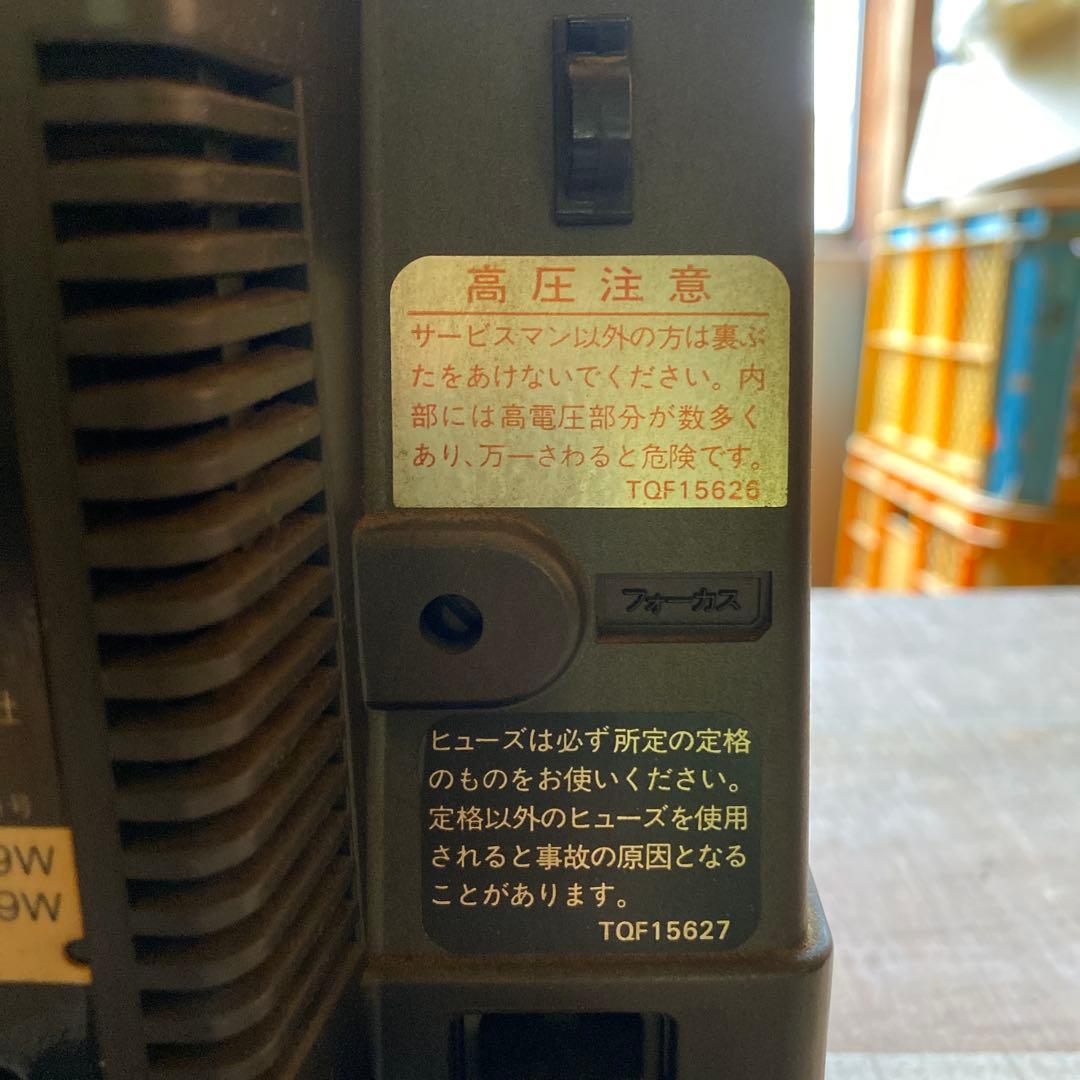 高圧注意
サービスマン以外の方は裏ぶ
たをあけないでください。内
部には高電圧部分が数多く
あり、万一さわると危険です。
TQF15626
フォーカス
ヒューズは必ず所定の定格
のものをお使いください。
定格以外のヒューズを使用
されると事故の原因となる
ことがあります。
TQF15627
社
号
9W
9W